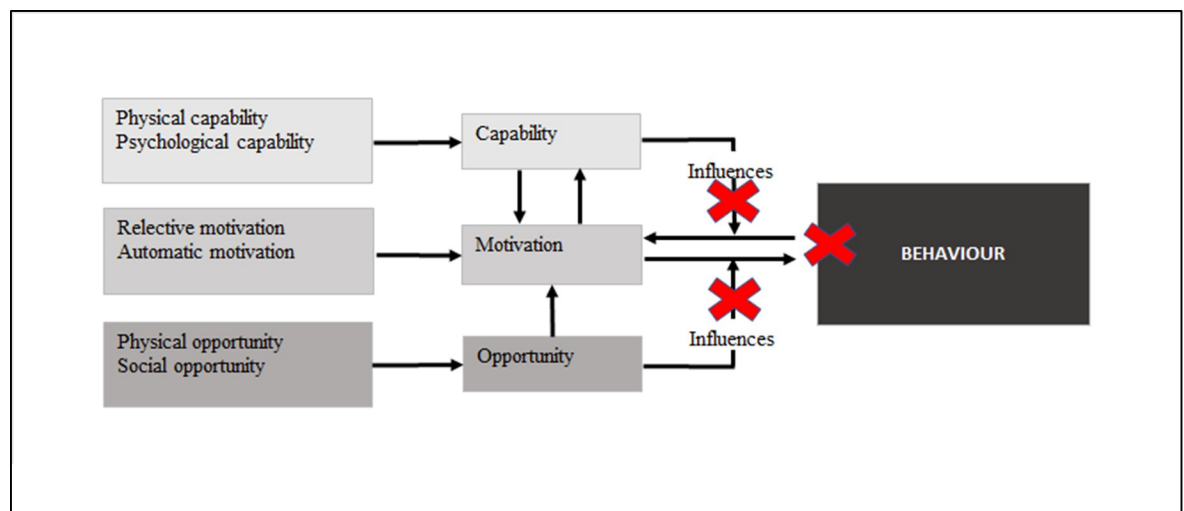 Physical capability
Psychological capability
Capability
Influences
Relective motivation
Automatic motivation
Motivation
BEHAVIOUR
Physical opportunity
Social opportunity
Opportunity
Influences